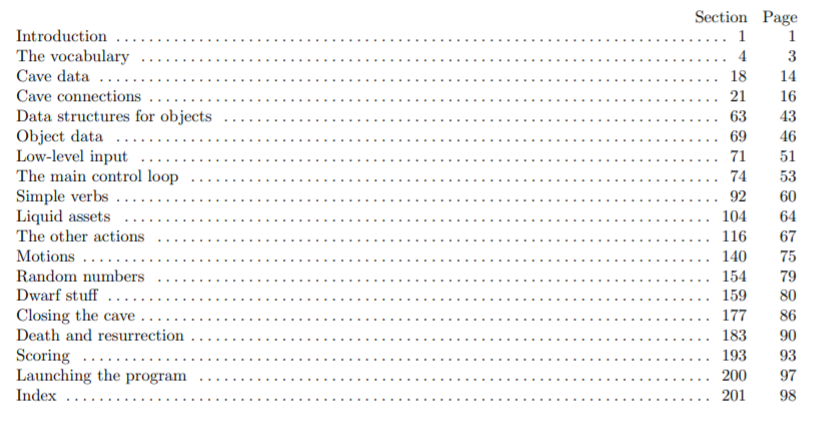 Section Page
Introduction . . . . . . . . . . . . . . . . . . . . . . . . . . . . . . . . . . . . . . . . 1 1
The vocabulary . . . . . . . . . . . . . . . . . . . . . . . . . . . . . . . . . . . . . . . . 4 3
Cave data . . . . . . . . . . . . . . . . . . . . . . . . . . . . . . . . . . . . . . . . 18 14
Cave connections . . . . . . . . . . . . . . . . . . . . . . . . . . . . . . . . . . . . . . . . 21 16
Data structures for objects . . . . . . . . . . . . . . . . . . . . . . . . . . . . . . . . . . . . . . . . 63 43
Object data . . . . . . . . . . . . . . . . . . . . . . . . . . . . . . . . . . . . . . . . 69 46
Low-level input . . . . . . . . . . . . . . . . . . . . . . . . . . . . . . . . . . . . . . . . 71 51
The main control loop . . . . . . . . . . . . . . . . . . . . . . . . . . . . . . . . . . . . . . . . 74 53
Simple verbs . . . . . . . . . . . . . . . . . . . . . . . . . . . . . . . . . . . . . . . . 92 60
Liquid assets . . . . . . . . . . . . . . . . . . . . . . . . . . . . . . . . . . . . . . . . 104 64
The other actions . . . . . . . . . . . . . . . . . . . . . . . . . . . . . . . . . . . . . . . . 116 67
Motions . . . . . . . . . . . . . . . . . . . . . . . . . . . . . . . . . . . . . . . . 140 75
Random numbers . . . . . . . . . . . . . . . . . . . . . . . . . . . . . . . . . . . . . . . . 154 79
Dwarf stuff . . . . . . . . . . . . . . . . . . . . . . . . . . . . . . . . . . . . . . . . 159 80
Closing the cave . . . . . . . . . . . . . . . . . . . . . . . . . . . . . . . . . . . . . . . . 177 86
Death and resurrection . . . . . . . . . . . . . . . . . . . . . . . . . . . . . . . . . . . . . . . . 183 90
Scoring . . . . . . . . . . . . . . . . . . . . . . . . . . . . . . . . . . . . . . . . 193 93
Launching the program . . . . . . . . . . . . . . . . . . . . . . . . . . . . . . . . . . . . . . . . 200 97
Index . . . . . . . . . . . . . . . . . . . . . . . . . . . . . . . . . . . . . . . . 201 98